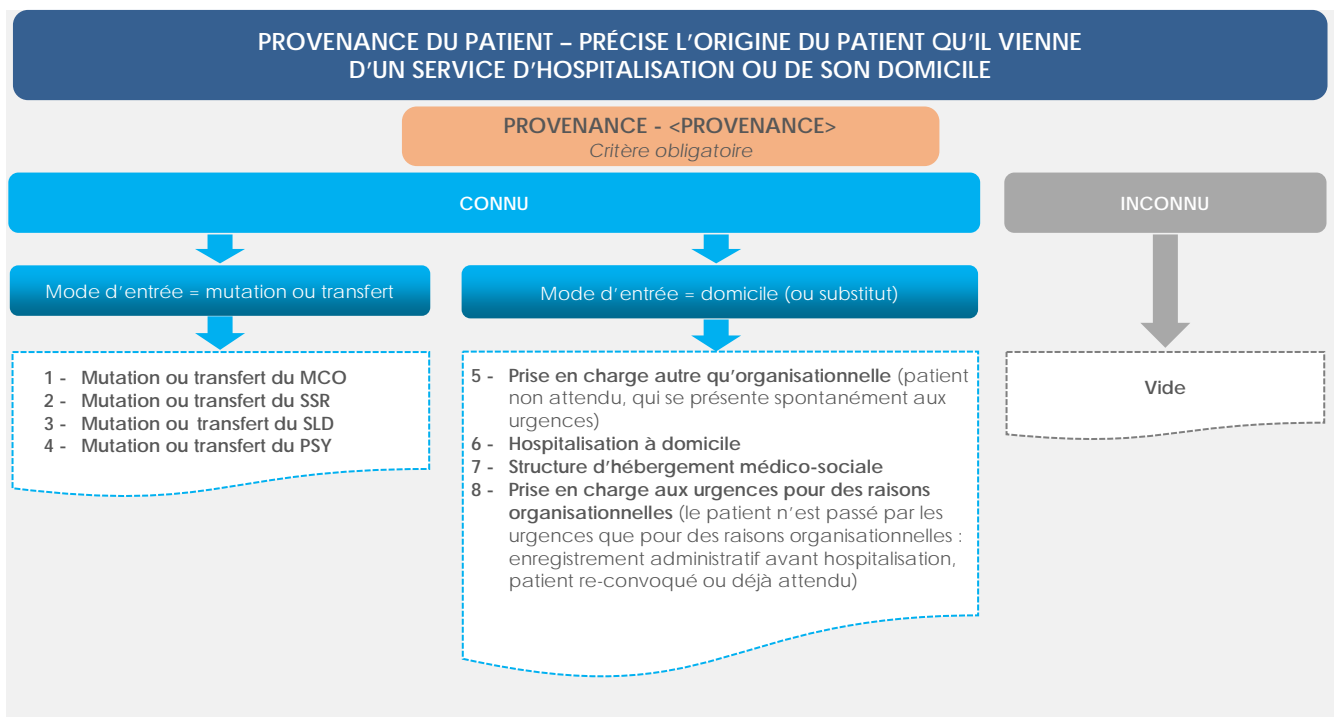 PROVENANCE DU PATIENT – PRÉCISE L'ORIGINE DU PATIENT QU'IL VIENNE
D'UN SERVICE D'HOSPITALISATION OU DE SON DOMICILE
PROVENANCE - <PROVENANCE>
Critère obligatoire
CONNU
INCONNU
Mode d'entrée = mutation ou transfert
1 - Mutation ou transfert du MCO
2 - Mutation ou transfert du SSR
3 - Mutation ou transfert du SLD
4 - Mutation ou transfert du PSY
Mode d'entrée = domicile (ou substitut)
5 - Prise en charge autre qu'organisationnelle (patient
non attendu, qui se présente spontanément aux
urgences)
6 - Hospitalisation à domicile
7 - Structure d'hébergement médico-sociale
8 - Prise en charge aux urgences pour des raisons
organisationnelles (le patient n'est passé par les
urgences que pour des raisons organisationnelles :
enregistrement administratif avant hospitalisation,
patient re-convoqué ou déjà attendu)
Vide